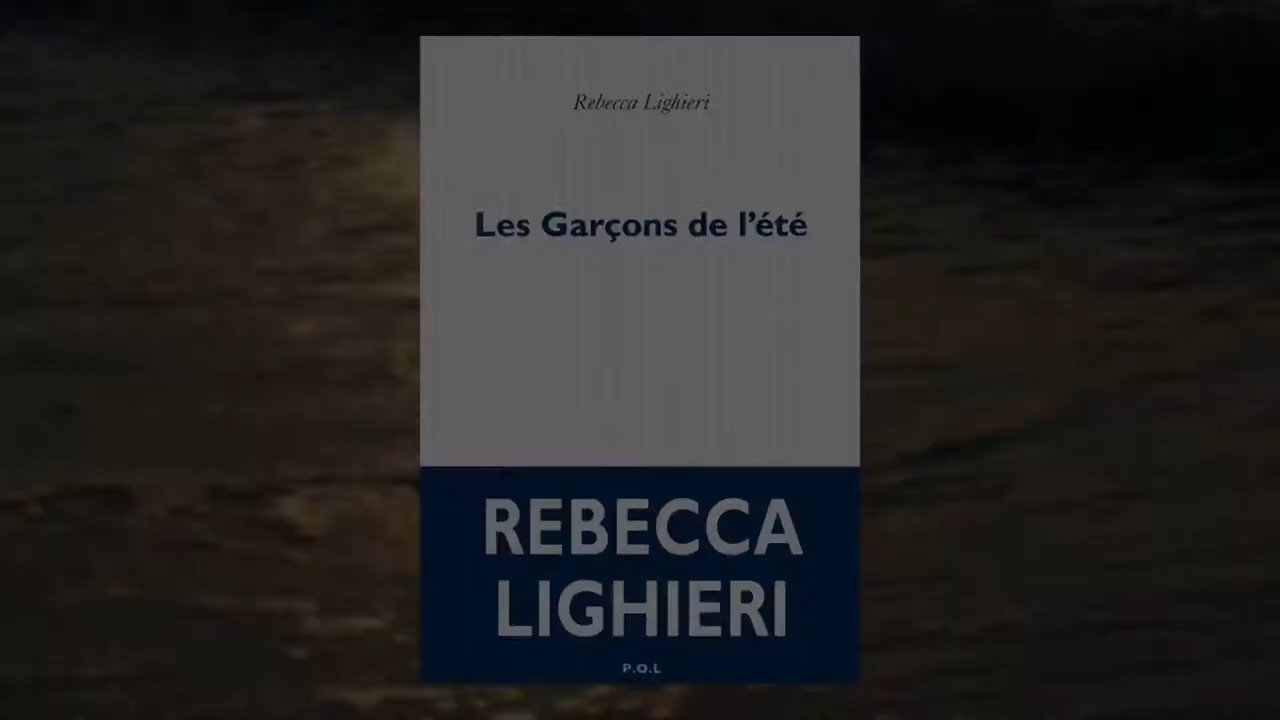 Rebecca Lighieri
Les Garçons de l’été
REBECCA
LIGHIERI
P.O.L